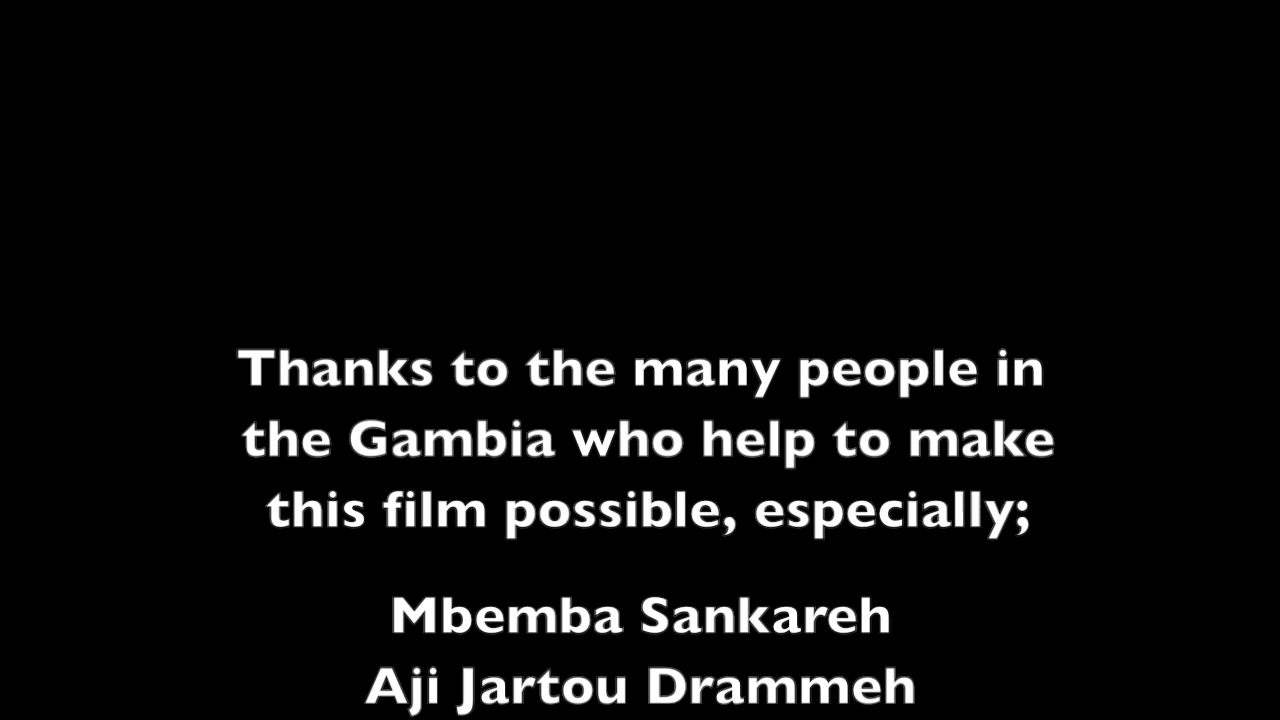 Thanks to the many people in
the Gambia who help to make
this film possible, especially;
Mbemba Sankareh
Aji Jartou Drammeh